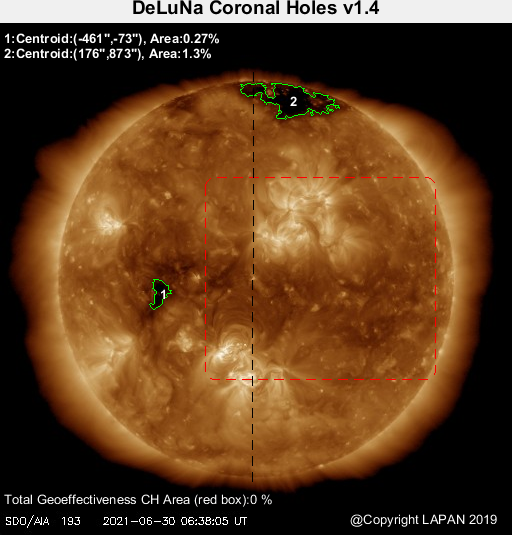 DeLuNa Coronal Holes v1.4
1:Centroid:(-461",-73"), Area:0.27%
2:Centroid:(176",873"), Area:1.3%
2
1
Total Geoeffectiveness CH Area (red box):0 %
SDO/AIA 193 2021-06-30 06:38:05 UT
@Copyright LAPAN 2019